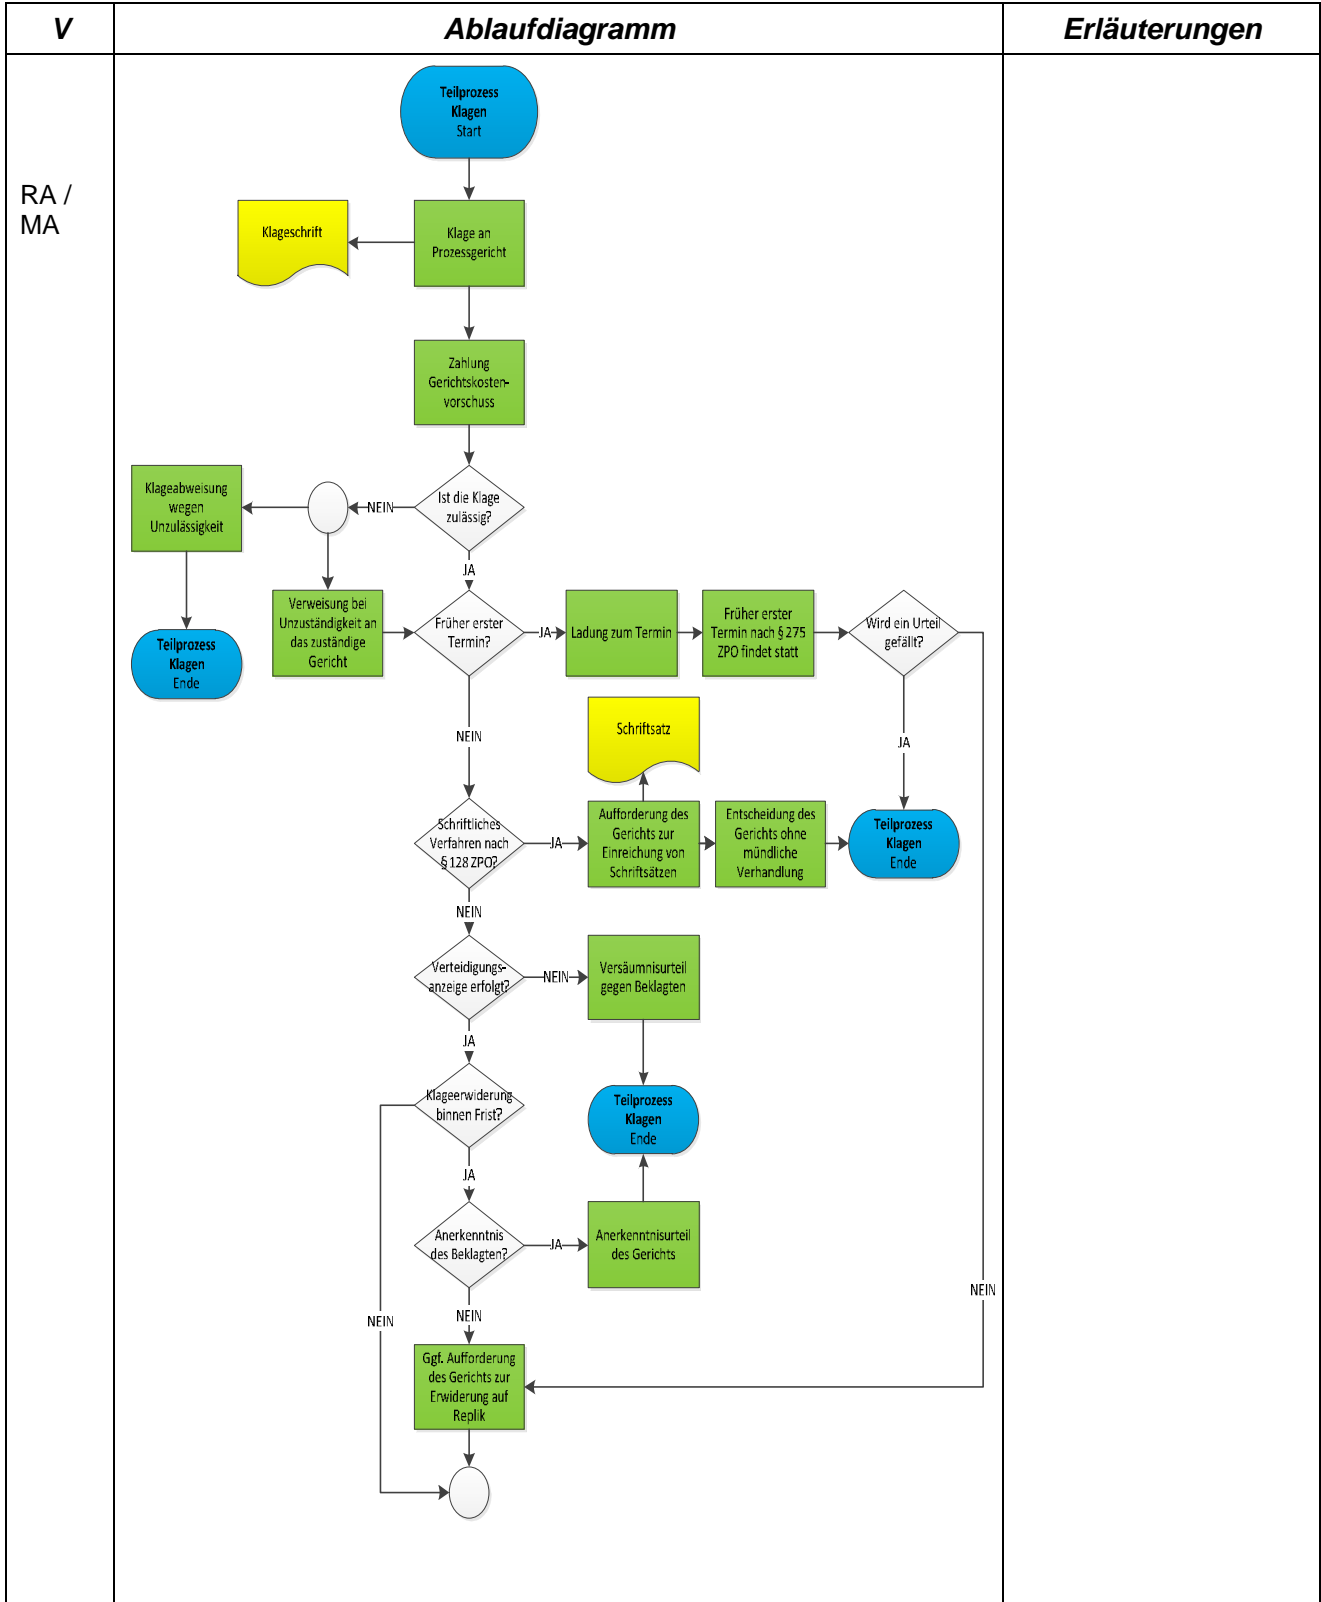 V
Ablaufdiagramm
Erläuterungen
RA /
MA
Teilprozess
Klagen
Start
Klageschrift
Klage an
Prozessgericht
Zahlung
Gerichtskosten-
vorschuss
Klageabweisung
wegen
Unzulässigkeit
NEIN
Ist die Klage
zulässig?
JA
Teilprozess
Klagen
Ende
Verweisung bei
Unzuständigkeit an
das zuständige
Gericht
Früher erster
Termin?
JA
Ladung zum Termin
Früher erster
Termin nach § 275
ZPO findet statt
Wird ein Urteil
gefällt?
NEIN
Schriftsatz
JA
Schriftliches
Verfahren nach
§ 128 ZPO?
JA
Aufforderung des
Gerichts zur
Einreichung von
Schriftsätzen
Entscheidung des
Gerichts ohne
mündliche
Verhandlung
Teilprozess
Klagen
Ende
NEIN
Verteidigungs-
anzeige erfolgt?
NEIN
Versäumnisurteil
gegen Beklagten
JA
Klageerwiderung
binnen Frist?
Teilprozess
Klagen
Ende
JA
Anerkenntnis
des Beklagten?
JA
Anerkenntnisurteil
des Gerichts
NEIN
NEIN
NEIN
Ggf. Aufforderung
des Gerichts zur
Erwiderung auf
Replik